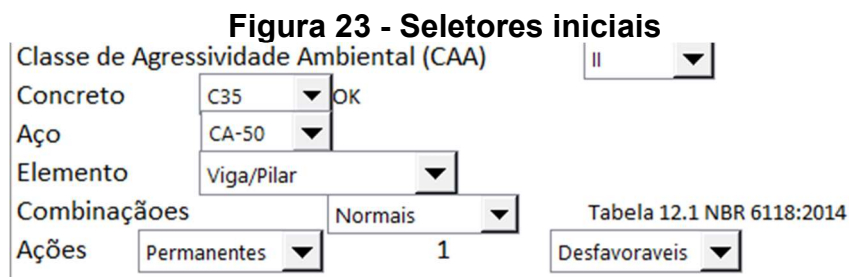 Figura 23 - Seletores iniciais
Classe de Agressividade Ambiental (CAA) II
Concreto C35 OK
Aço CA-50
Elemento Viga/Pilar
Combinaçãoes Normais Tabela 12.1 NBR 6118:2014
Ações Permanentes 1 Desfavoraveis